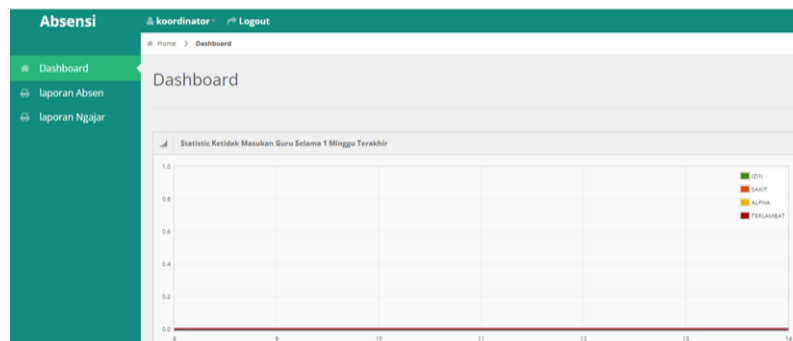 Absensi
koordinator
Logout
Home > Dashboard
Dashboard
laporan Absen
laporan Ngajar
Dashboard
Statistic Ketidak Masukan Guru Selama 1 Minggu Terakhir
1.0
0.8
0.6
0.4
0.2
0.0
IZIN
SAKIT
ALPHA
TERLAMBAT
8 9 10 11 12 13 14